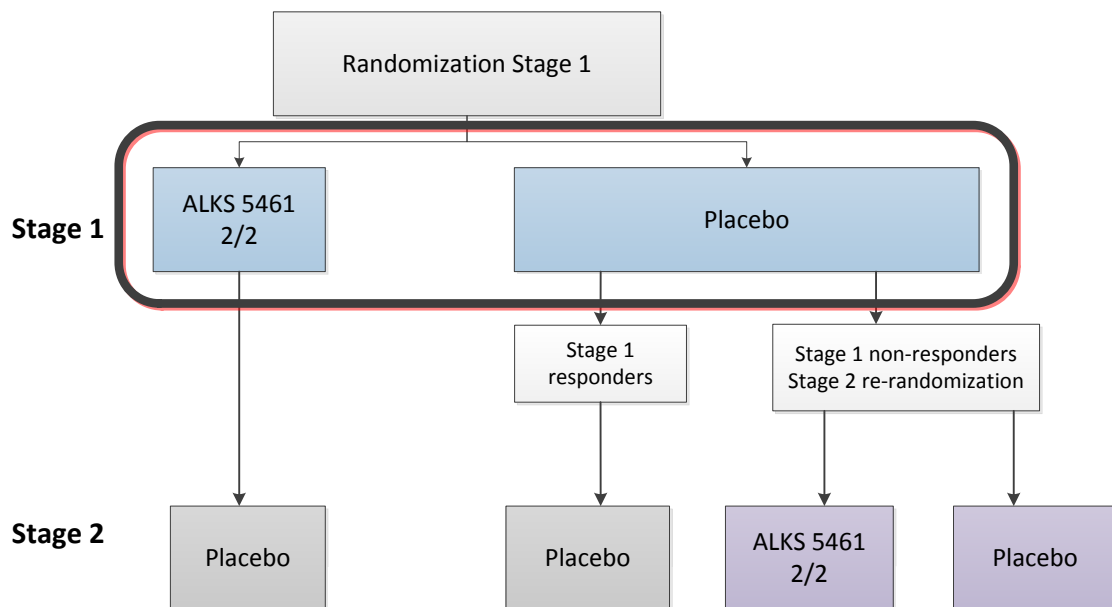 Randomization Stage 1
Stage 1
ALKS 5461
2/2
Placebo
Stage 1
responders
Stage 1 non-responders
Stage 2 re-randomization
Stage 2
Placebo
Placebo
ALKS 5461
2/2
Placebo